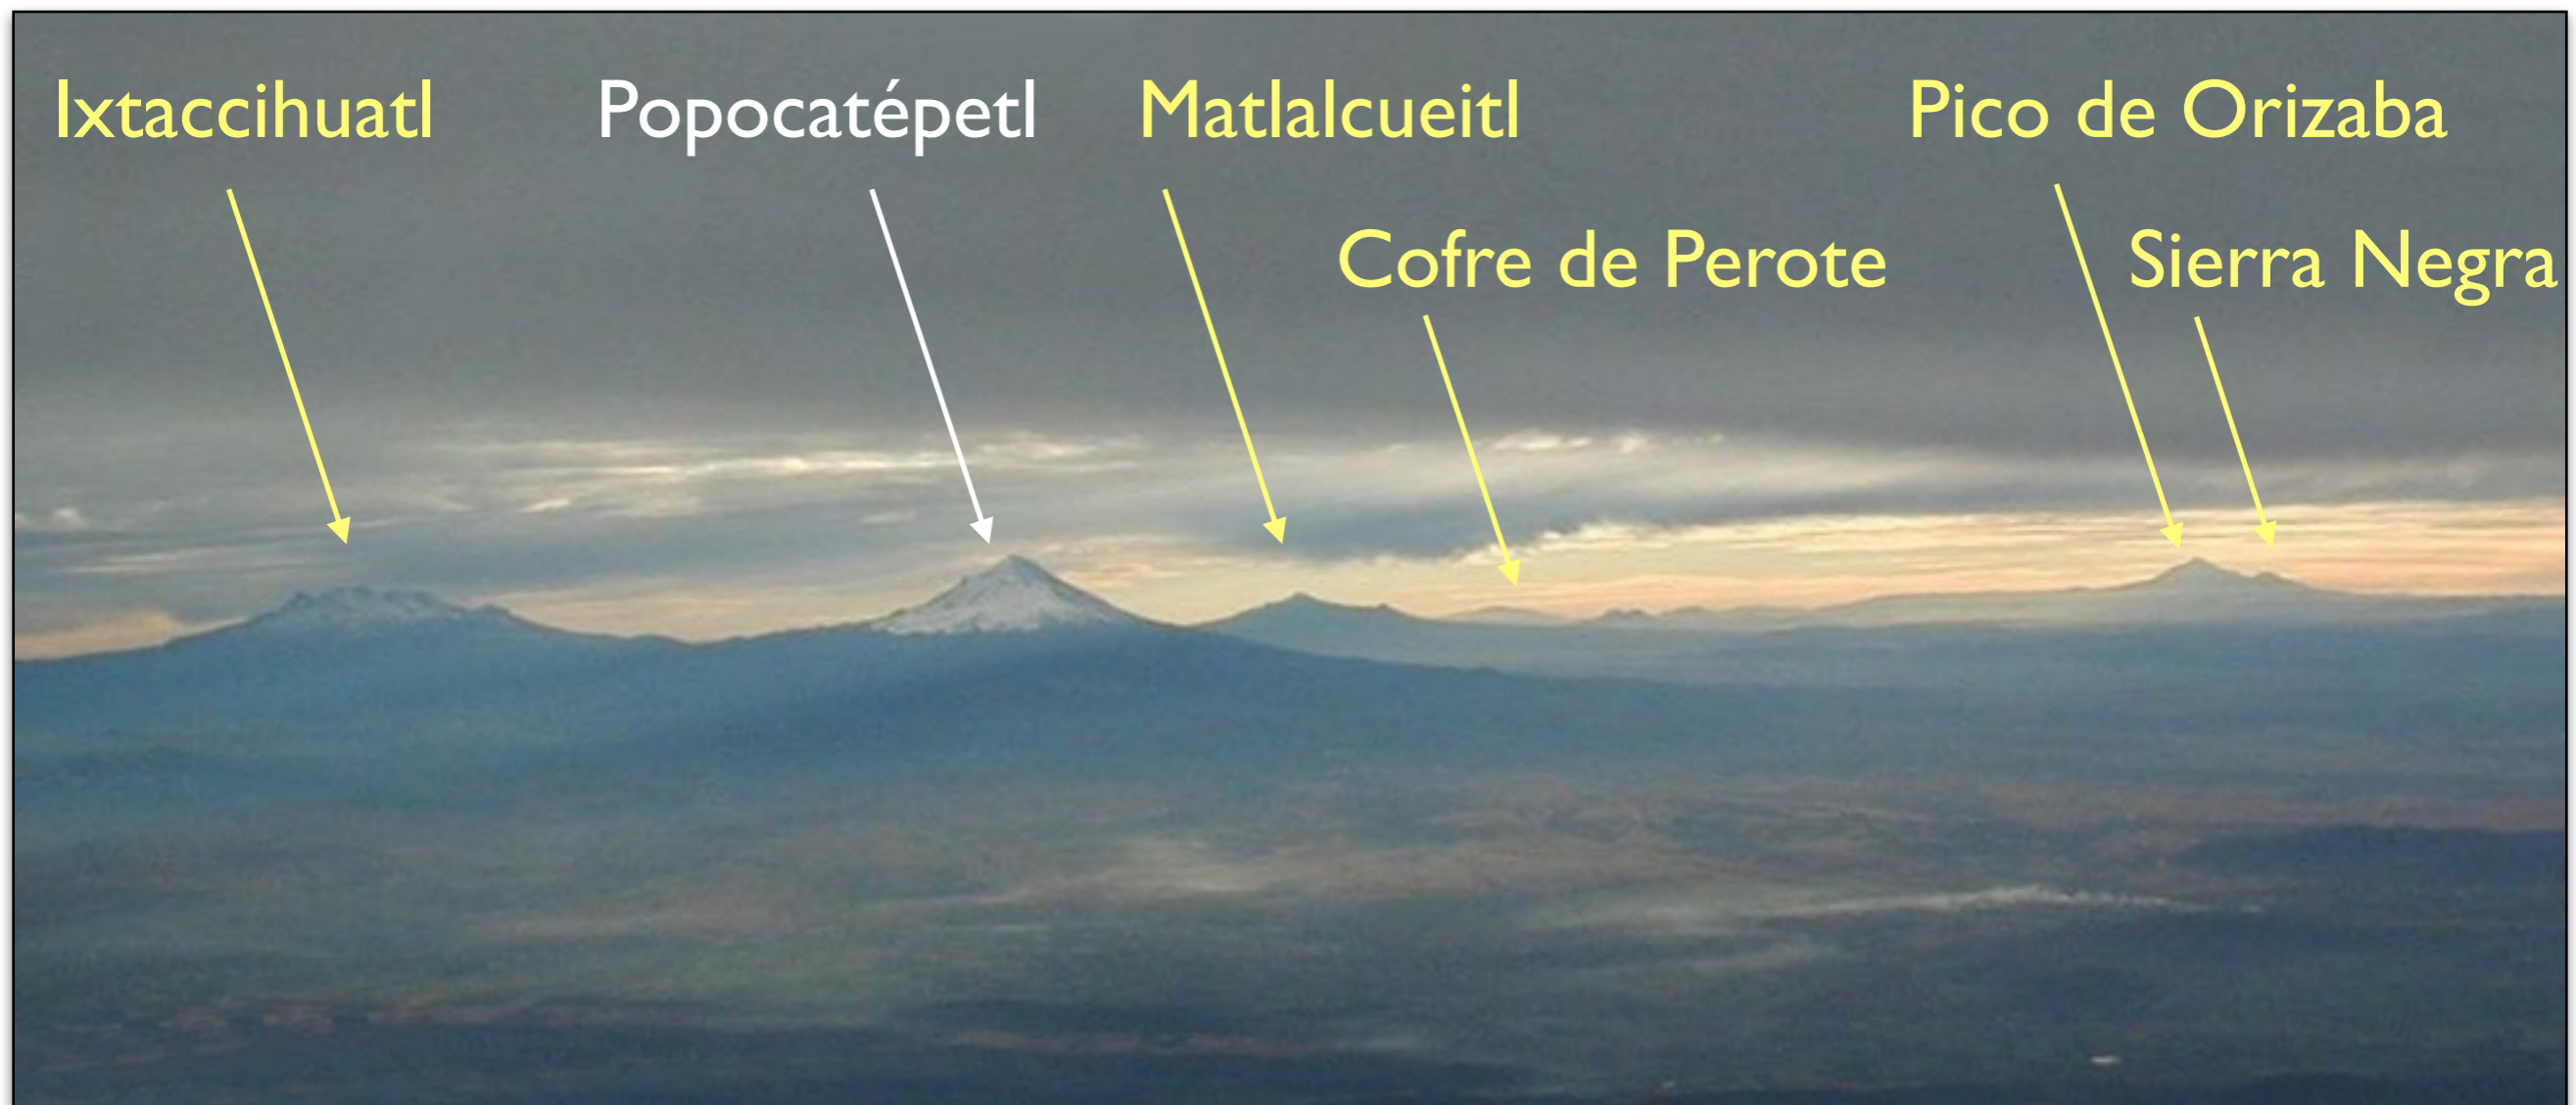 Ixtaccihuatl Popocatépetl Matlalcueitl Pico de Orizaba
Cofre de Perote Sierra Negra